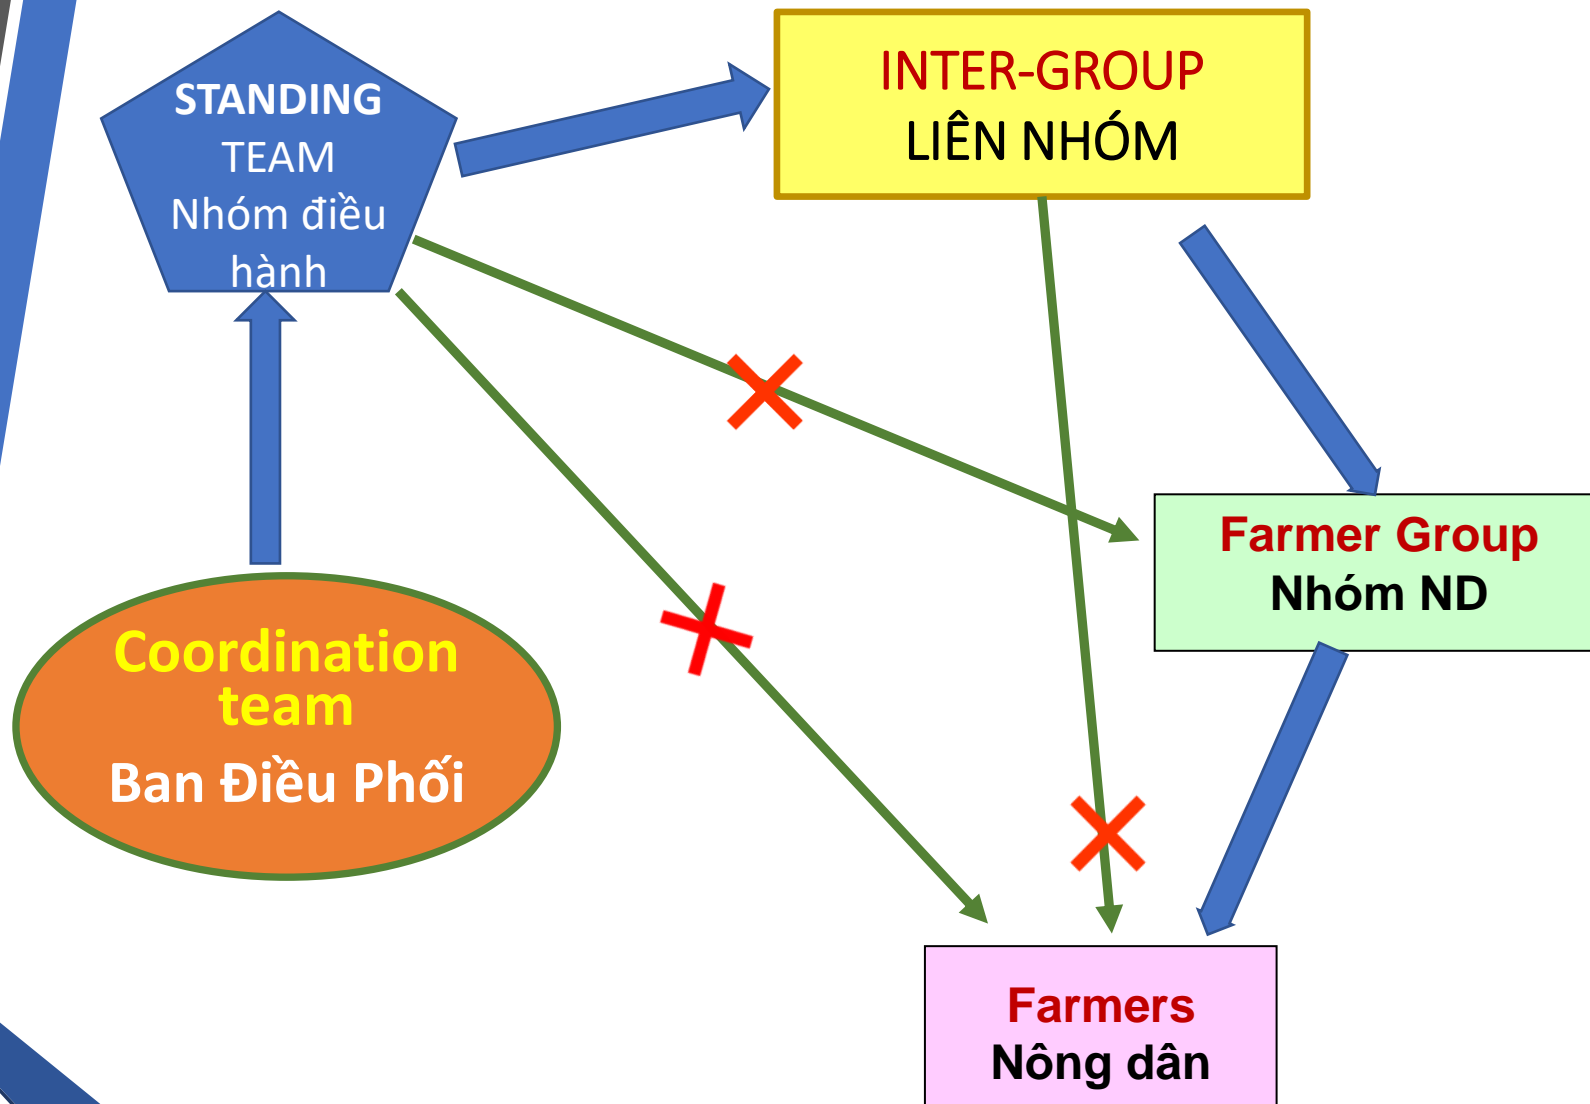 STANDING
TEAM
Nhóm điều
hành
INTER-GROUP
LIÊN NHÓM
Farmer Group
Nhóm ND
Coordination
team
Ban Điều Phối
Farmers
Nông dân